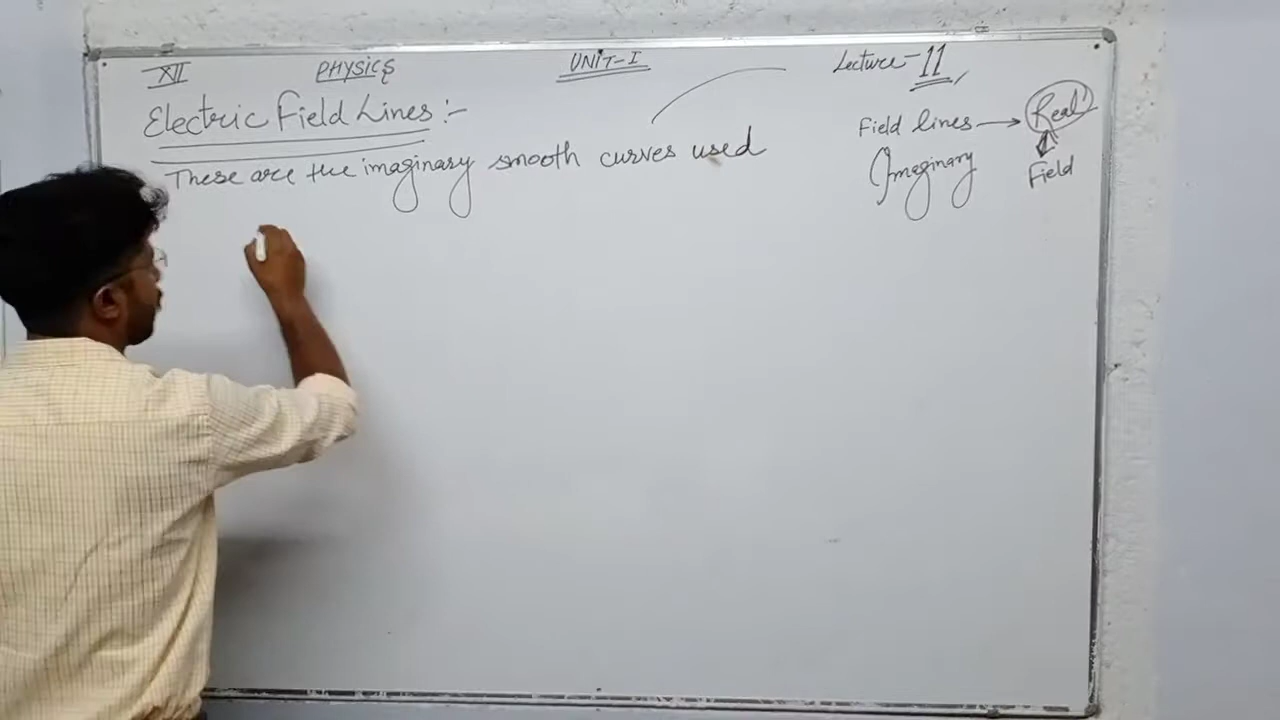 XII PHYSICS UNIT-I Lecture-11
Electric Field Lines:-
These are the imaginary smooth curves used
Field lines → Real
Imaginary
Field